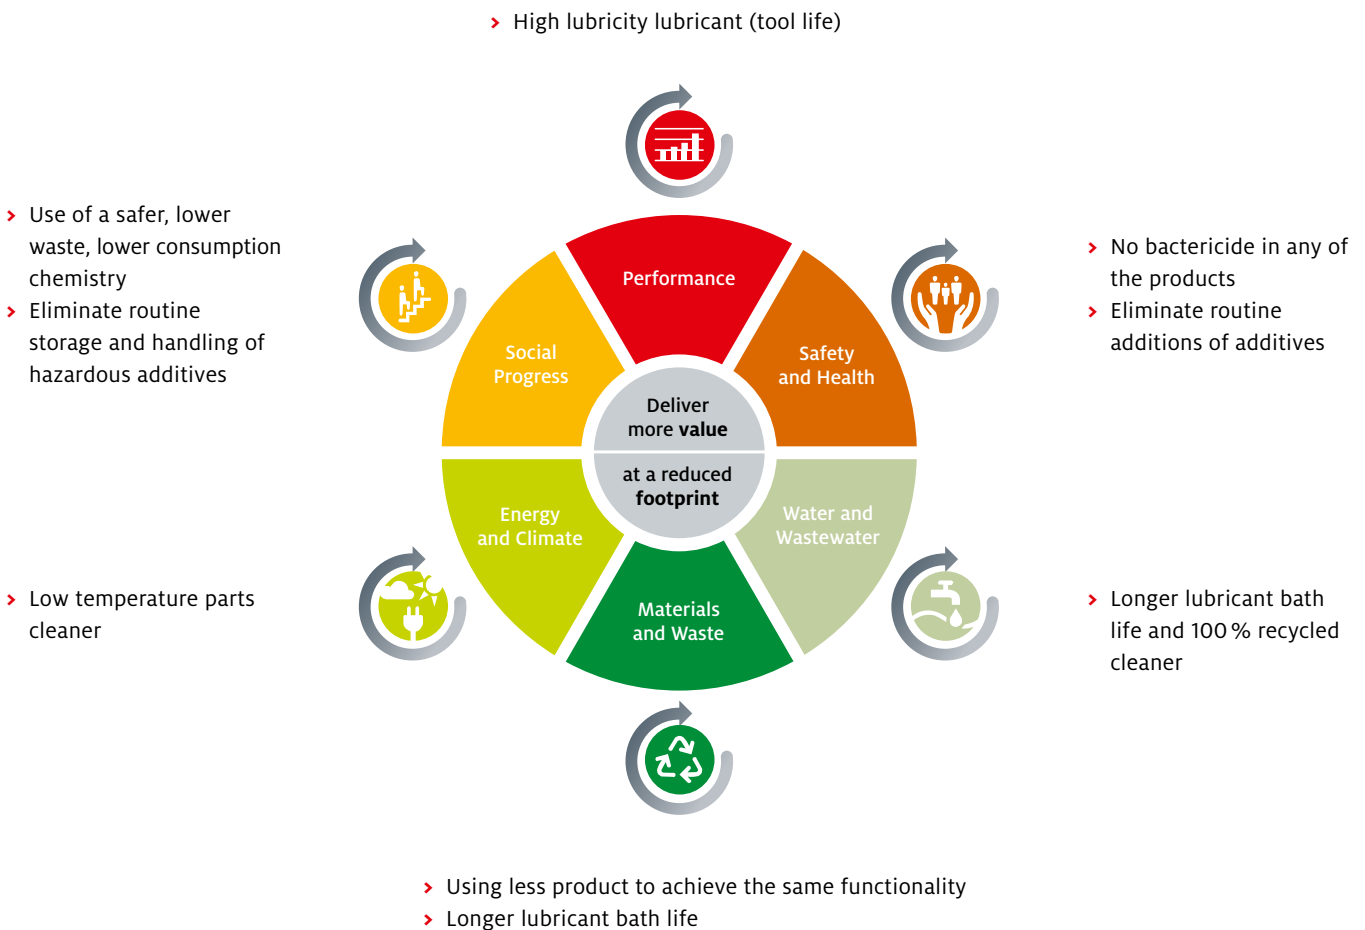 > High lubricity lubricant (tool life)
> Use of a safer, lower
waste, lower consumption
chemistry
> Eliminate routine
storage and handling of
hazardous additives
> No bactericide in any of
the products
> Eliminate routine
additions of additives
Performance
Social
Progress
Safety
and Health
Deliver
more value
at a reduced
footprint
Energy
and Climate
Water and
Wastewater
Materials
and Waste
> Low temperature parts
cleaner
> Longer lubricant bath
life and 100 % recycled
cleaner
> Using less product to achieve the same functionality
> Longer lubricant bath life